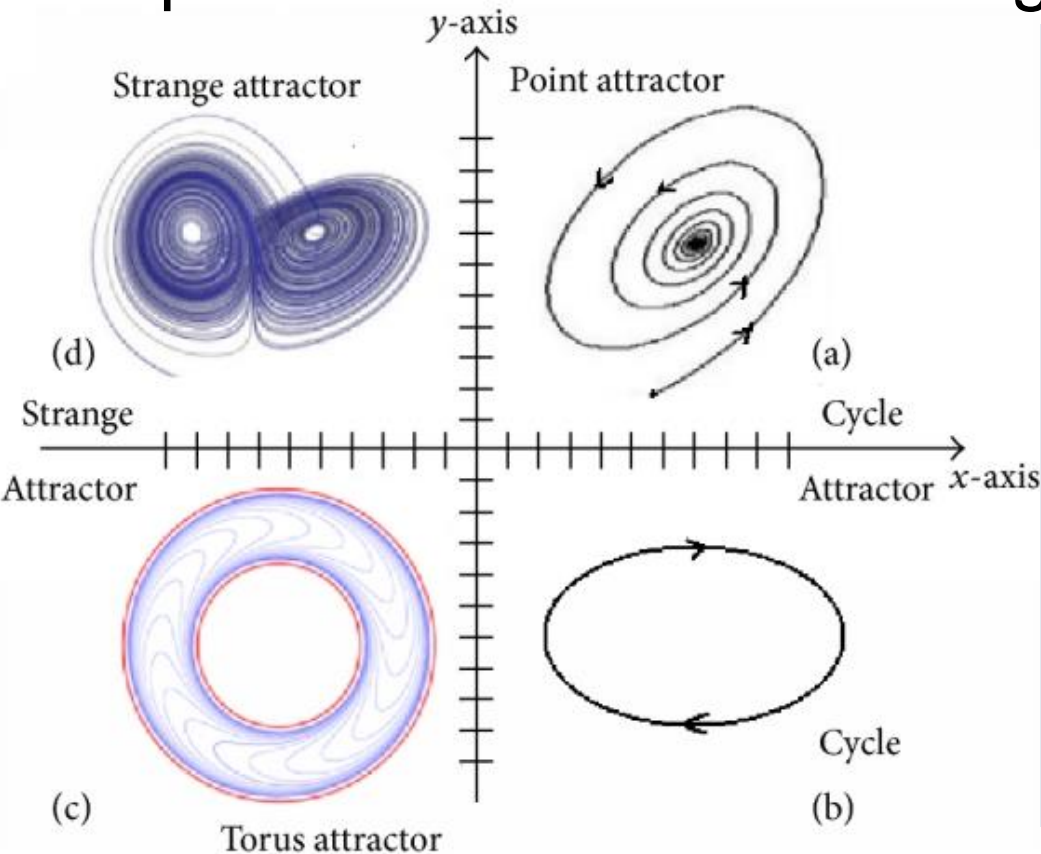 y-axis
Strange attractor
Point attractor
(d)
(a)
Strange
Cycle
Attractor
Attractor
x-axis
(c)
Cycle
(b)
Torus attractor